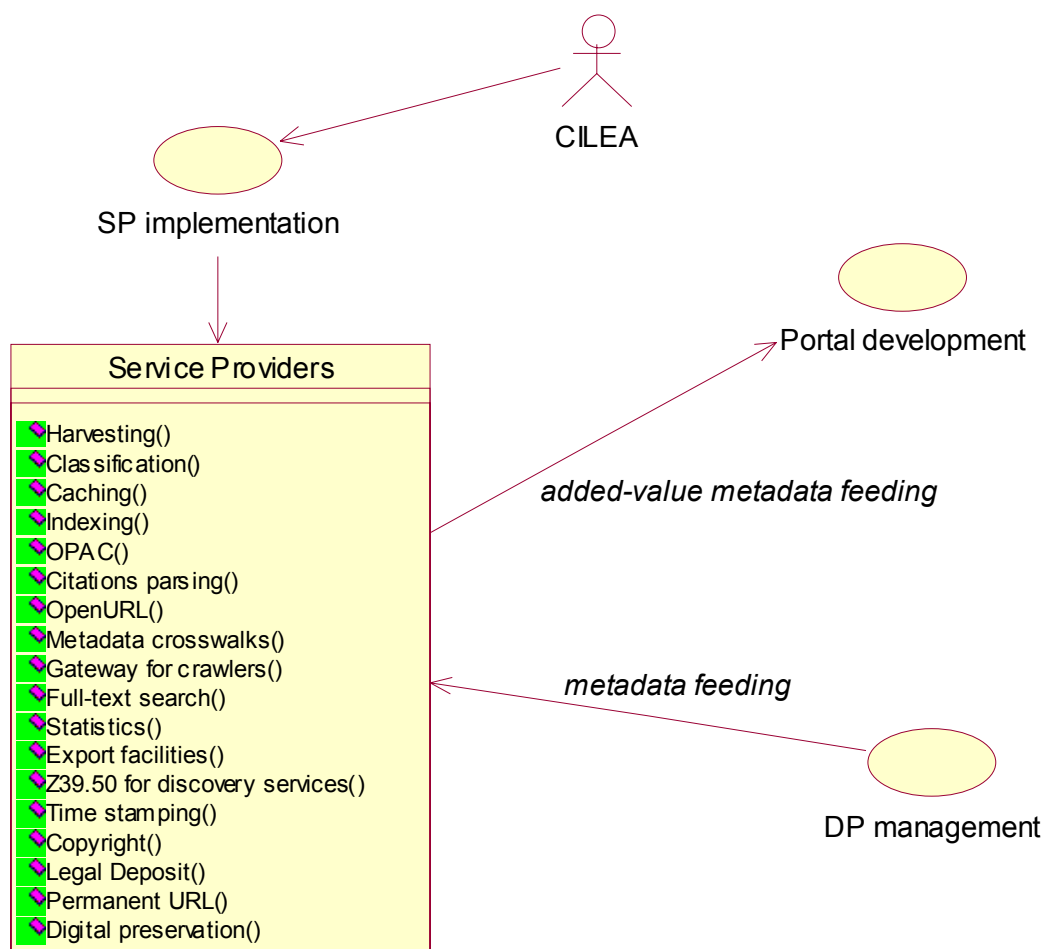 CILEA
SP implementation
Portal development
Service Providers
Harvesting()
Classification()
Caching()
Indexing()
OPAC()
Citations parsing()
OpenURL()
Metadata crosswalks()
Gateway for crawlers()
Full-text search()
Statistics()
Export facilities()
Z39.50 for discovery services()
Time stamping()
Copyright()
Legal Deposit()
Permanent URL()
Digital preservation()
added-value metadata feeding
metadata feeding
DP management